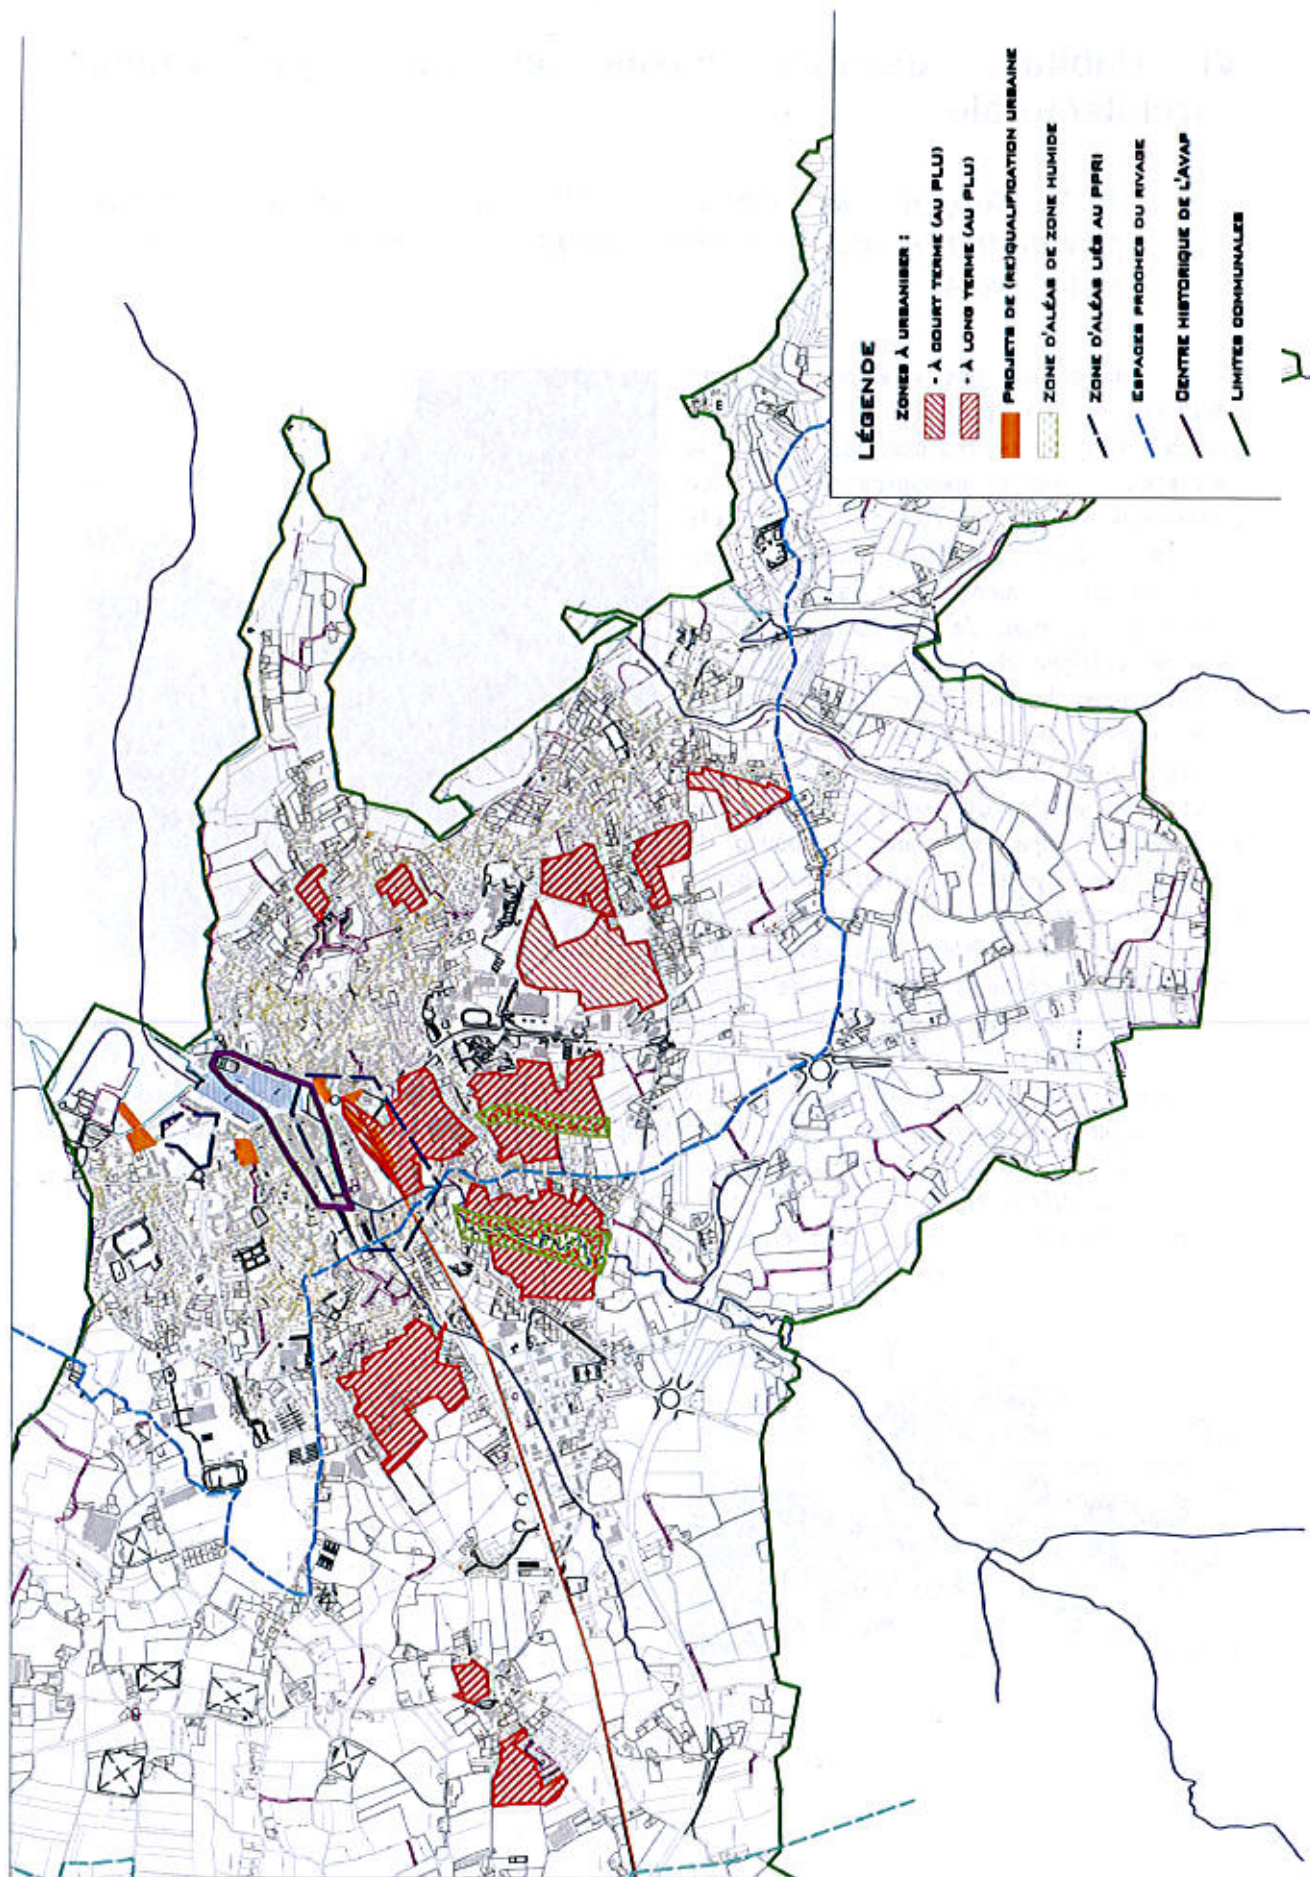 LÉGENDE
ZONES À URBANISER :
- À COURT TERME (AU PLU)
- À LONG TERME (AU PLU)
PROJETS DE (RE)QUALIFICATION URBAINE
ZONE D'ALÉAS DE ZONE HUMIDE
ZONE D'ALÉAS LIÉS AU PPRI
ESPACES PROCHES DU RIVAGE
CENTRE HISTORIQUE DE L'AVAP
LIMITES COMMUNALES